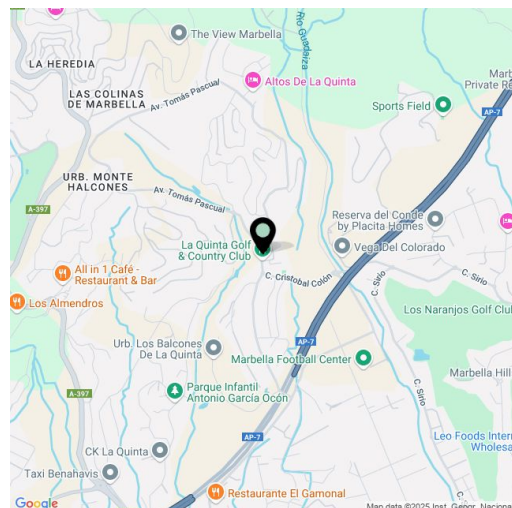 The View Marbella
Rio Guadaiza
LA HEREDIA
Altos De La Quinta
Marb
Private Re
LAS COLINAS
DE MARBELLA
Av. Tomás Pascual
Sports Field
AP-7
URB. MONTE
HALCONES
Av. Tomás Pascual
A-397
Reserva del Conde
by Placita Homes
La Quinta Golf
& Country Club
Vega Del Colorado
All in 1 Café -
Restaurant & Bar
C. Cristobal Colón
C. Sirio
C. Sirio
Los Almendros
Los Naranjos Golf Club
AP-7
Urb. Los Balcones
De La Quinta
Marbella Football Center
Marbella Hill
A-397
Parque Infantil
Antonio García Ocón
C. Sirio
AP-7
Leo Foods Intern
Wholesa
CK La Quinta
Taxi Benahavis
Restaurante El Gamonal
Google
Map data ©2025 Inst. Geogr. Nacional